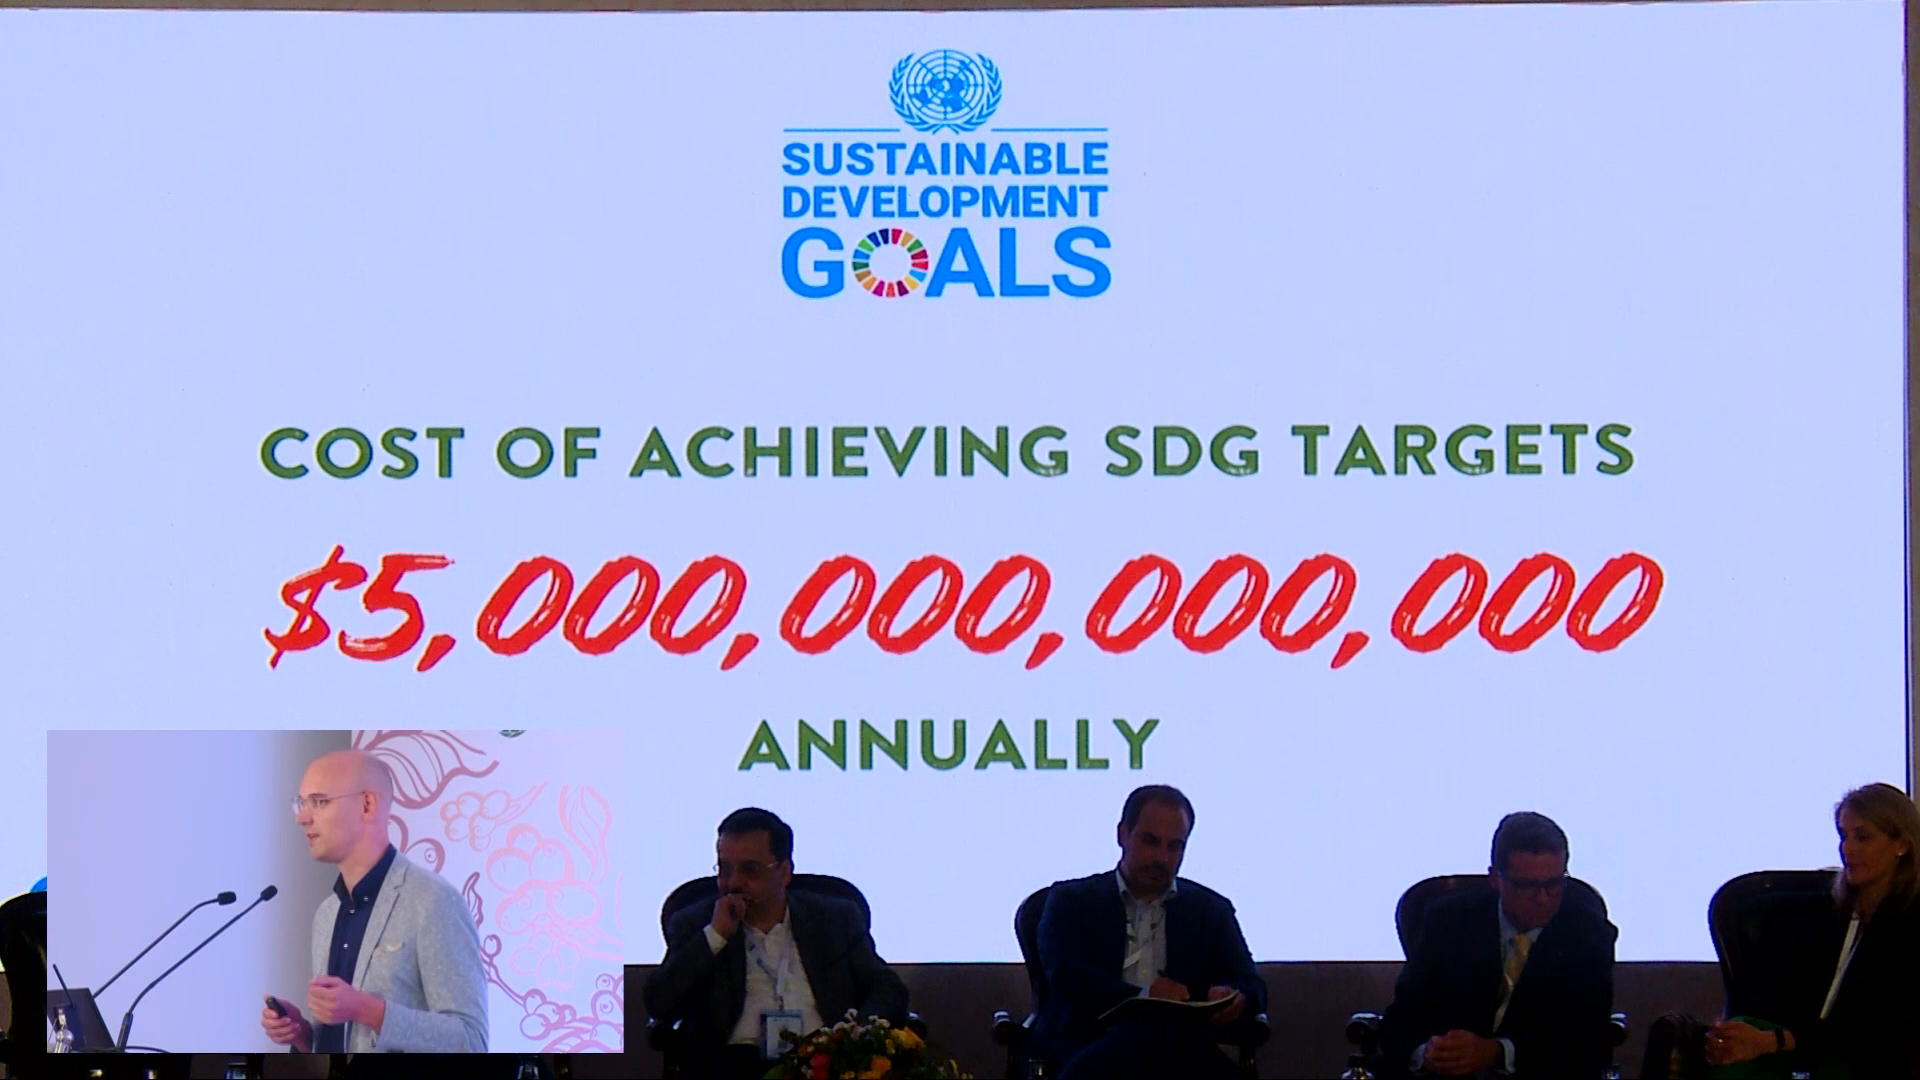 SUSTAINABLE
DEVELOPMENT
GOALS
COST OF ACHIEVING SDG TARGETS
$5,000,000,000,000
ANNUALLY